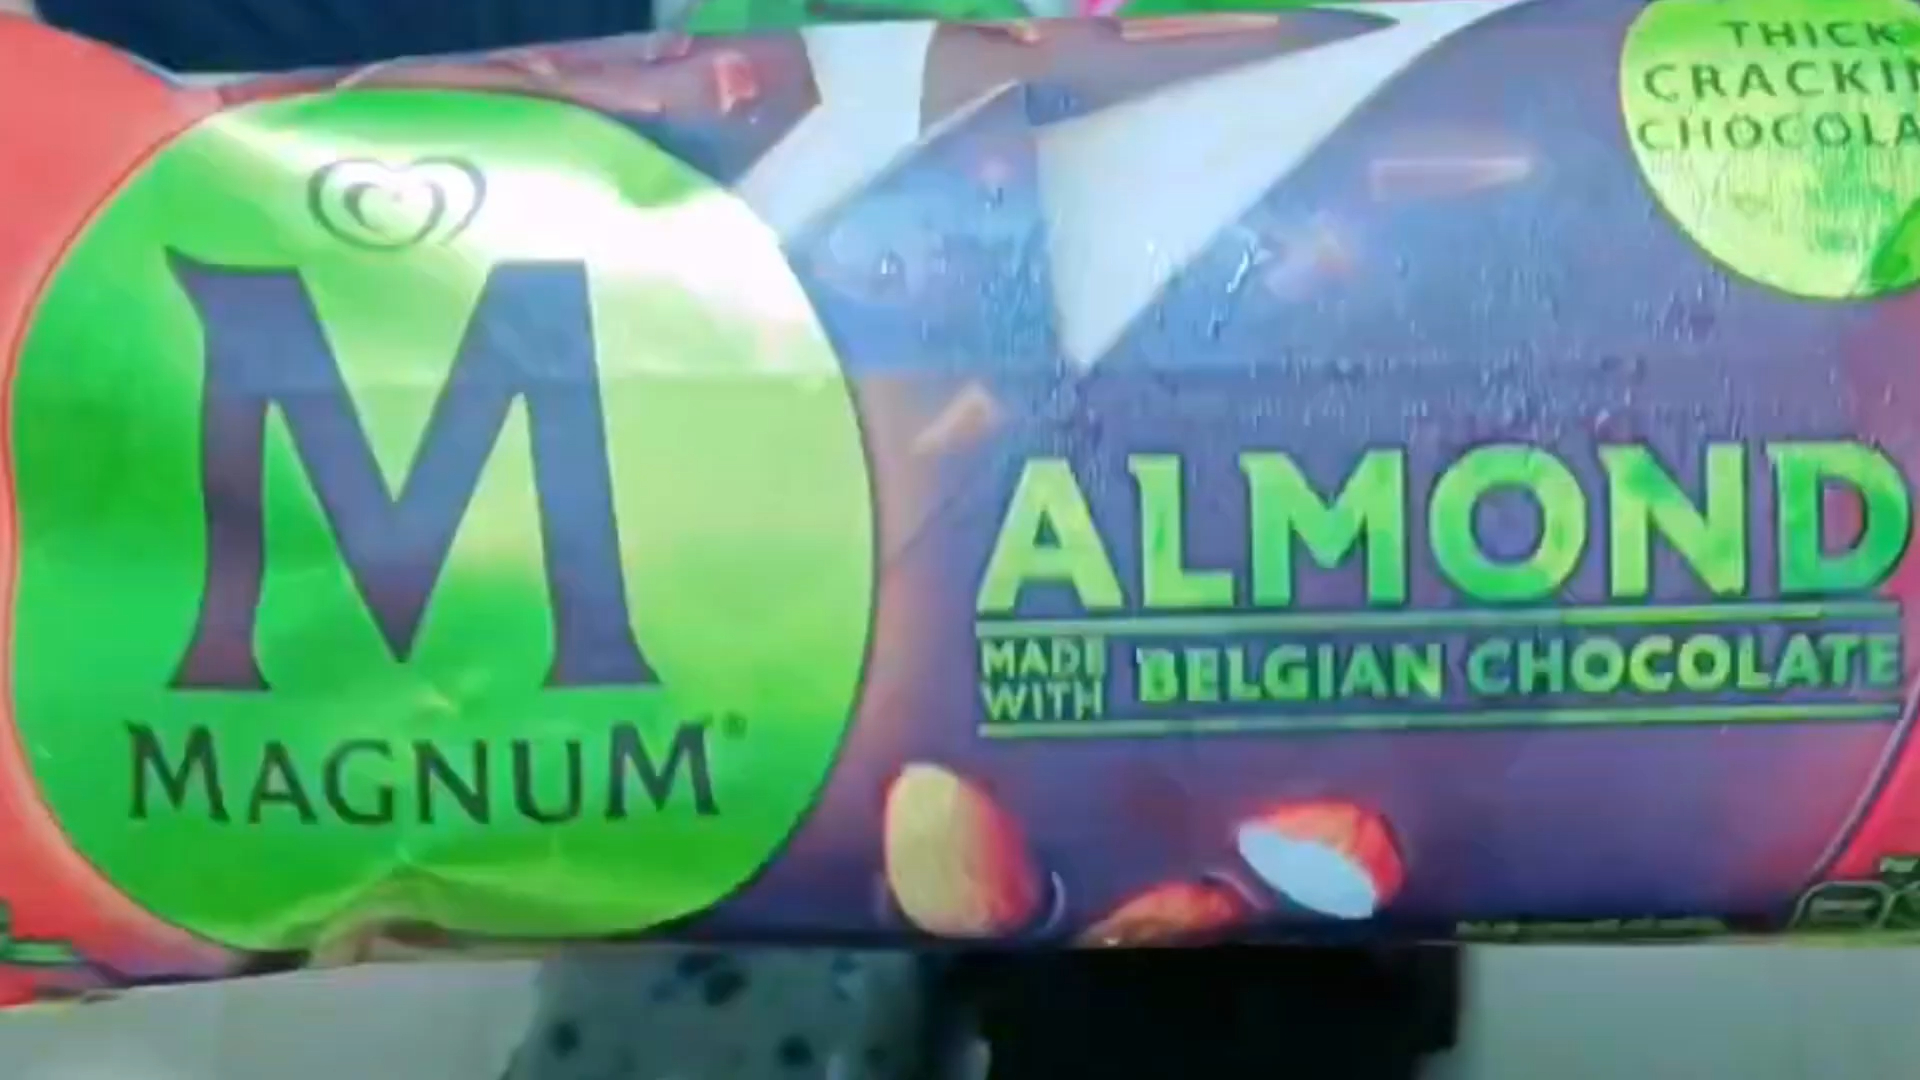 THICK
CRACKIN
CHOCOLA
M
MAGNUM®
ALMOND
MADE
WITH
BELGIAN CHOCOLATE